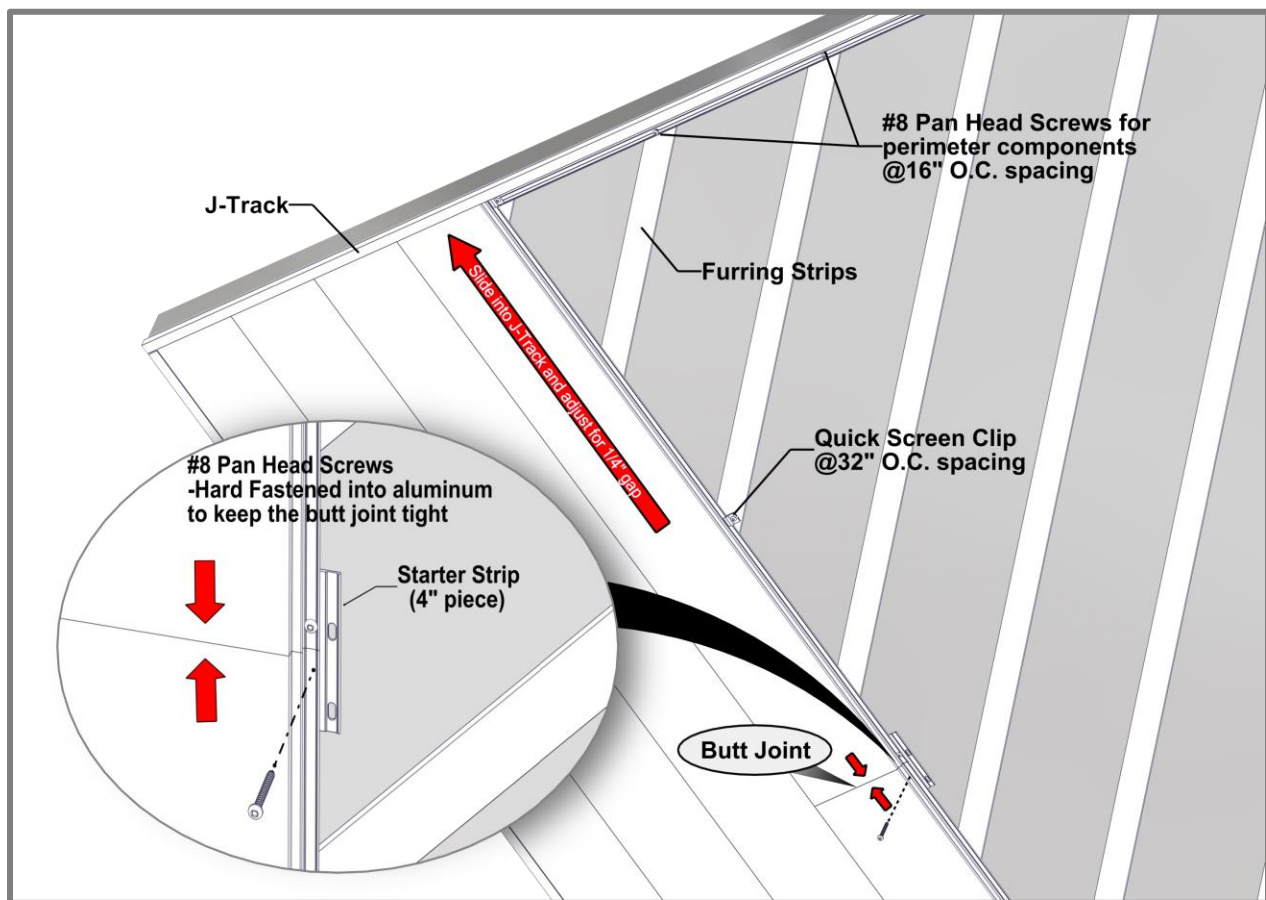 #8 Pan Head Screws for
perimeter components
@16" O.C. spacing
J-Track
Furring Strips
Slide into J-Track and adjust for 1/4" gap
Quick Screen Clip
@32" O.C. spacing
#8 Pan Head Screws
-Hard Fastened into aluminum
to keep the butt joint tight
Starter Strip
(4" piece)
Butt Joint